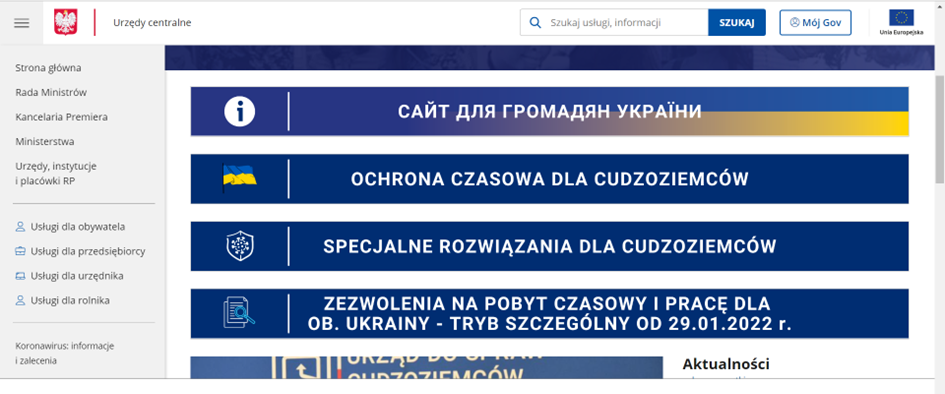 Urzędy centralne
Szukaj usługi, informacji
SZUKAJ
Mój Gov
Unia Europejska
Strona główna
Rada Ministrów
Kancelaria Premiera
Ministerstwa
Urzędy, instytucje
i placówki RP
Usługi dla obywatela
Usługi dla przedsiębiorcy
Usługi dla urzędnika
Usługi dla rolnika
Koronawirus: informacje
i zalecenia
САЙТ ДЛЯ ГРОМАДЯН УКРАЇНИ
OCHRONA CZASOWA DLA CUDZOZIEMCÓW
SPECJALNE ROZWIĄZANIA DLA CUDZOZIEMCÓW
ZEZWOLENIA NA POBYT CZASOWY I PRACĘ DLA
OB. UKRAINY - TRYB SZCZEGÓLNY OD 29.01.2022 r.
URZĄD DO SPRAW
CUDZOZIEMCÓW
Aktualności